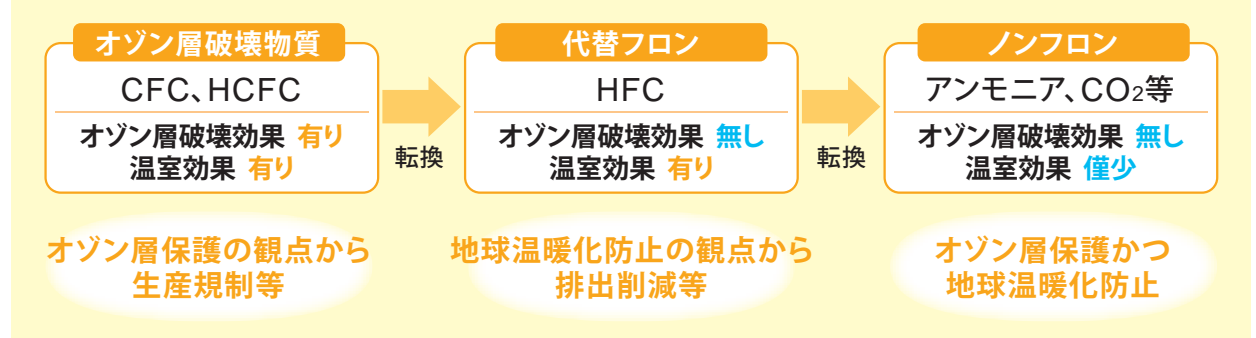 オゾン層破壊物質
CFC、HCFC
オゾン層破壊効果 有り
温室効果 有り
オゾン層保護の観点から
生産規制等
転換
代替フロン
HFC
オゾン層破壊効果 無し
温室効果 有り
地球温暖化防止の観点から
排出削減等
転換
ノンフロン
アンモニア、CO₂等
オゾン層破壊効果 無し
温室効果 僅少
オゾン層保護かつ
地球温暖化防止